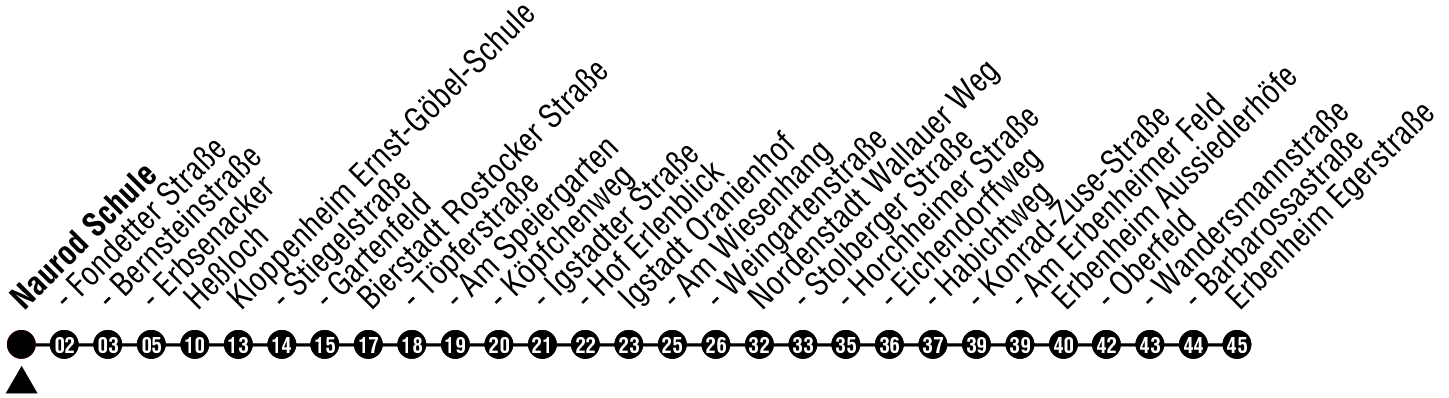 Naurod Schule
- Fondetter Straße
- Bernsteinstraße
- Erbsenacker
Heßloch
Kloppenheim Ernst-Göbel-Schule
- Stiegelstraße
- Gartenfeld
Bierstadt Rostocker Straße
- Töpferstraße
- Am Speiergarten
- Köpfchenweg
- Igstadter Straße
- Hof Erlenblick
Igstadt Oranienhof
- Am Wiesenhang
- Weingartenstraße
Nordenstadt Wallauer Weg
- Stolberger Straße
- Horchheimer Straße
- Eichendorffweg
- Habichtweg
- Konrad-Zuse-Straße
- Am Erbenheimer Feld
Erbenheim Aussiedlerhöfe
- Oberfeld
- Wandersmannstraße
- Barbarossastraße
Erbenheim Egerstraße
02 03 05 10 13 14 15 17 18 19 20 21 22 23 25 26 32 33 35 36 37 39 39 40 42 43 44 45